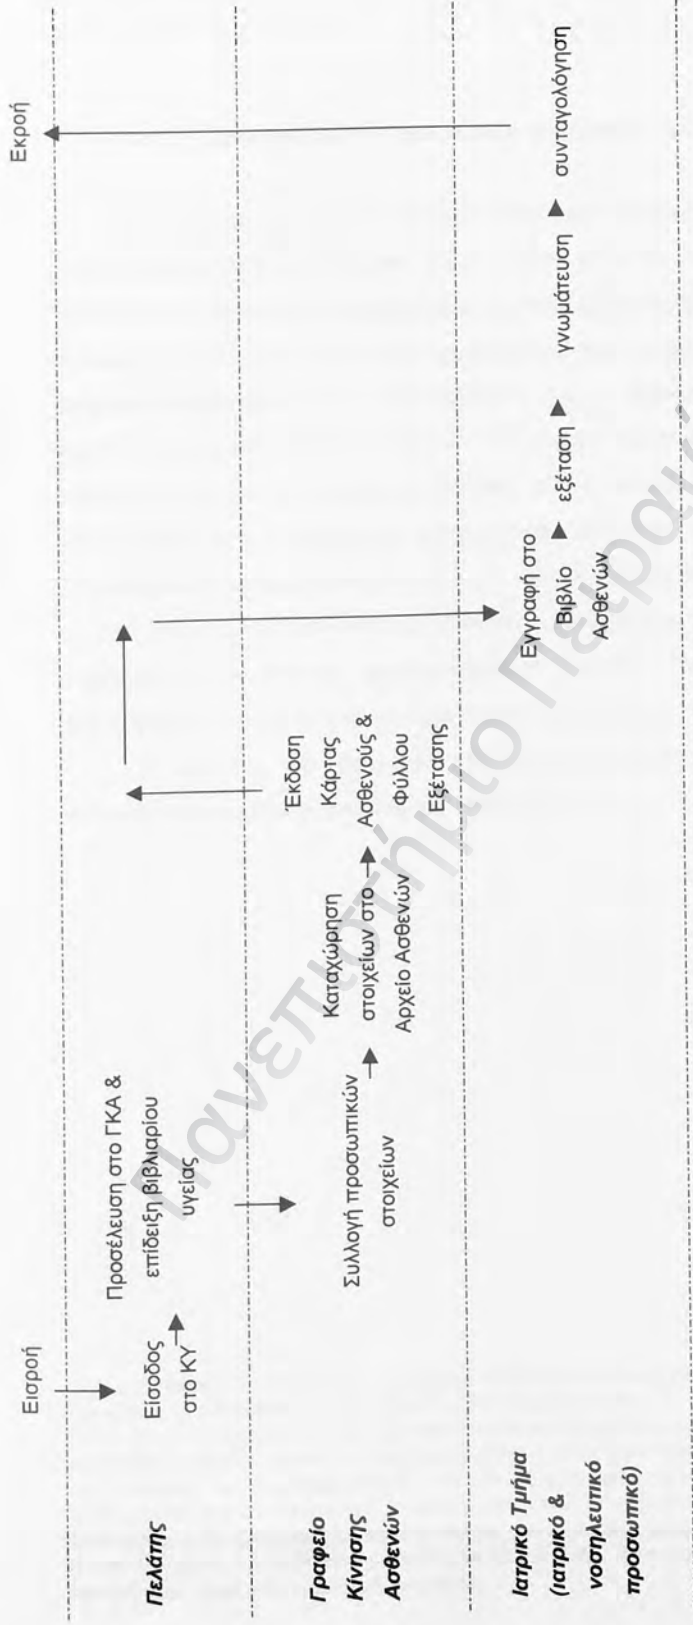 Εισροή
Εκροή
Πελάτης
Είσοδος
στο ΚΥ
Προσέλευση στο ΓΚΑ &
επίδειξη βιβλιαρίου
υγείας
Γραφείο
Κίνησης
Ασθενών
Συλλογή προσωπικών
στοιχείων
Καταχώρηση
στοιχείων στο
Αρχείο Ασθενών
Έκδοση
Κάρτας
Ασθενούς &
Φύλλου
Εξέτασης
Ιατρικό Τμήμα
(ιατρικό &
νοσηλευτικό
προσωπικό)
Εγγραφή στο
Βιβλίο
Ασθενών
εξέταση
γνωμάτευση
συνταγολόγηση
Πανεπιστήμιο Πειραιώ